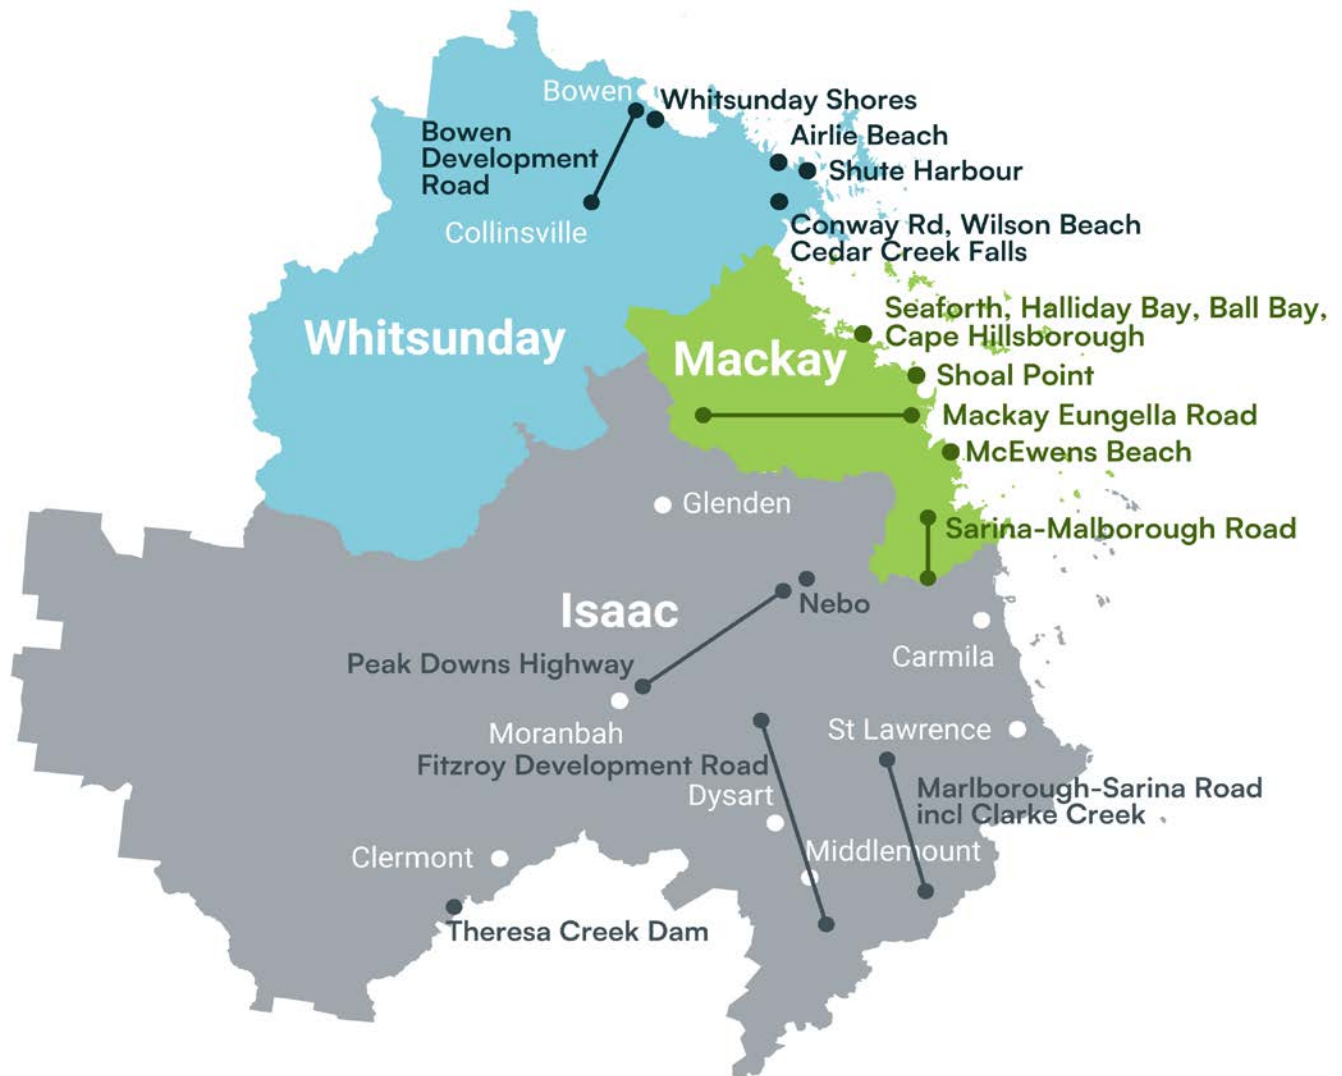 Bowen
Whitsunday Shores
Bowen
Development
Road
Airlie Beach
Shute Harbour
Collinsville
Conway Rd, Wilson Beach
Cedar Creek Falls
Whitsunday
Mackay
Seaforth, Halliday Bay, Ball Bay,
Cape Hillsborough
Shoal Point
Mackay Eungella Road
McEwens Beach
Glenden
Sarina-Malborough Road
Isaac
Nebo
Peak Downs Highway
Carmila
Moranbah
St Lawrence
Fitzroy Development Road
Dysart
Marlborough-Sarina Road
incl Clarke Creek
Clermont
Middlemount
Theresa Creek Dam